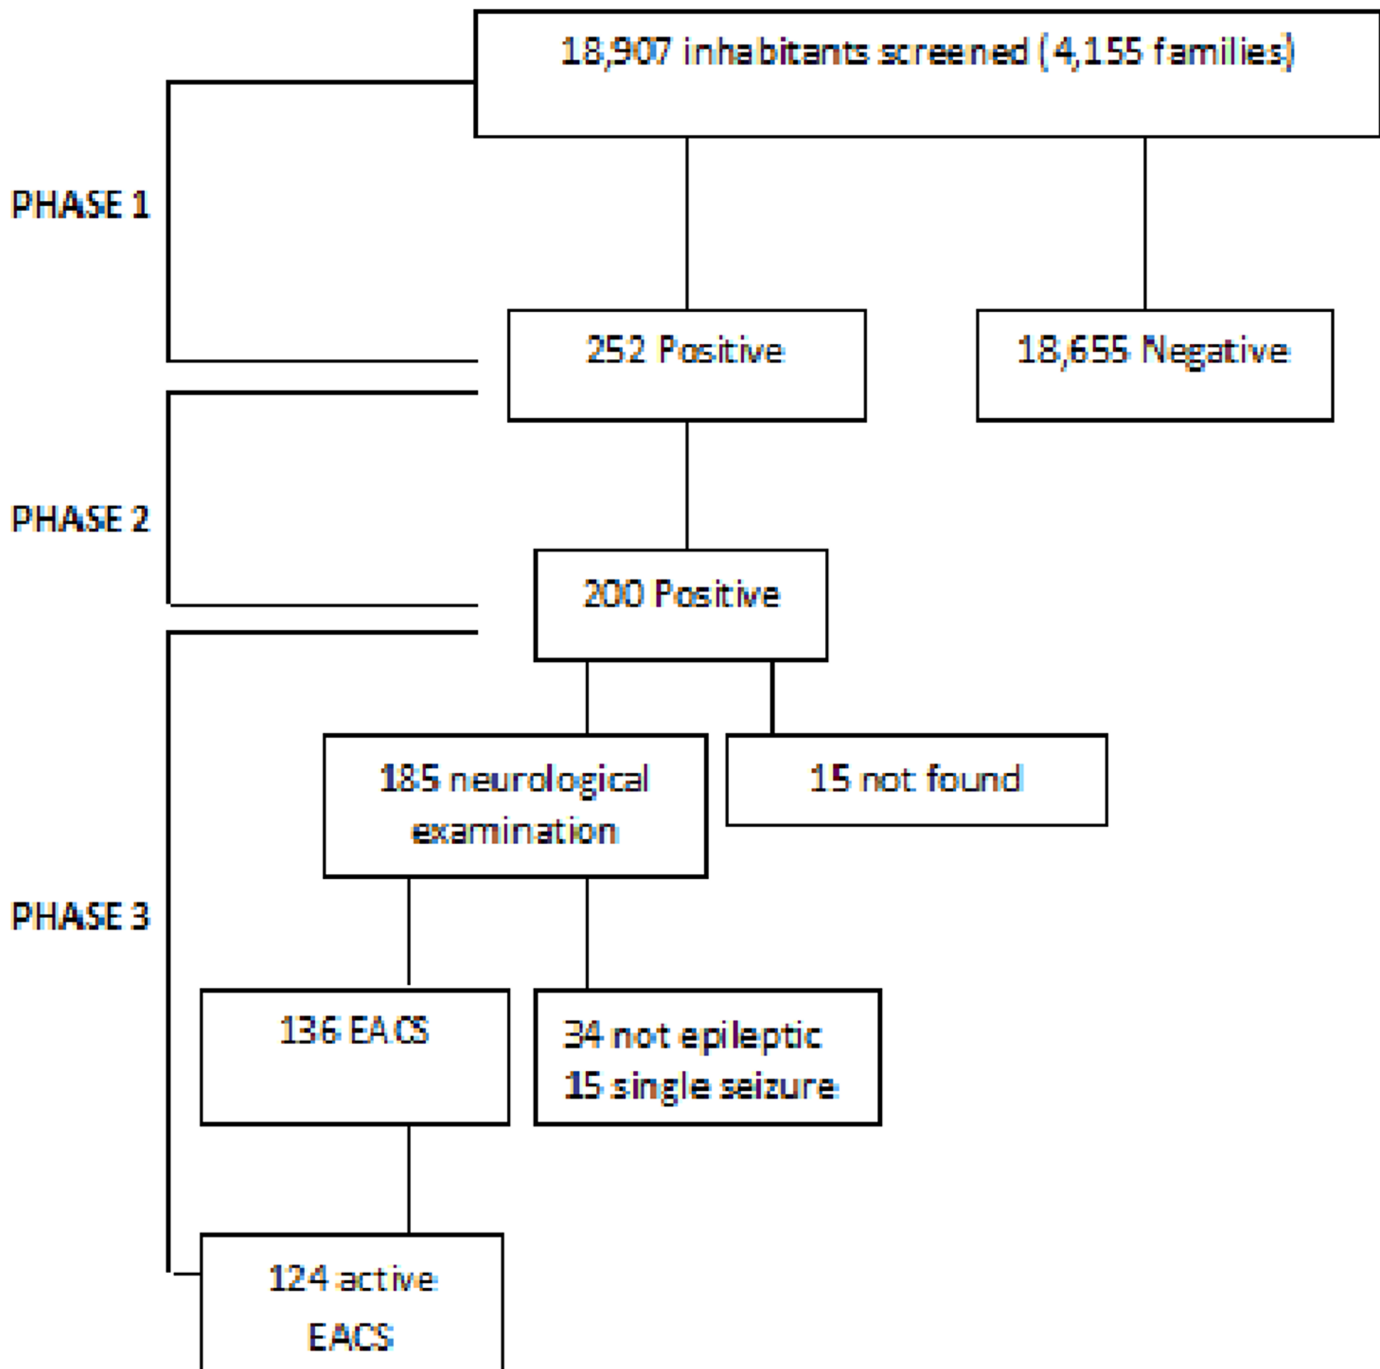 18,907 inhabitants screened (4,155 families)
PHASE 1
252 Positive
18,655 Negative
PHASE 2
200 Positive
185 neurological
examination
15 not found
PHASE 3
136 EACS
34 not epileptic
15 single seizure
124 active
EACS